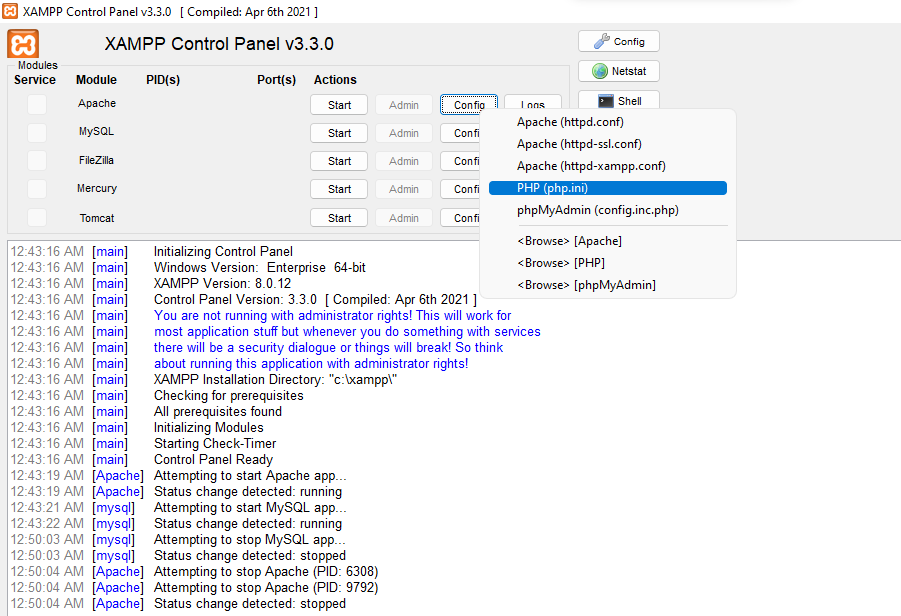 XAMPP Control Panel v3.3.0 [ Compiled: Apr 6th 2021 ]
XAMPP Control Panel v3.3.0
Config
Modules
Service Module PID(s) Port(s) Actions
Netstat
Apache Start Admin Config Logs
Shell
MySQL Start Admin Confi
FileZilla Start Admin Confi
Mercury Start Admin Confi
Tomcat Start Admin Confi
Apache (httpd.conf)
Apache (httpd-ssl.conf)
Apache (httpd-xampp.conf)
PHP (php.ini)
phpMyAdmin (config.inc.php)
<Browse> [Apache]
<Browse> [PHP]
<Browse> [phpMyAdmin]
12:43:16 AM [main] Initializing Control Panel
12:43:16 AM [main] Windows Version: Enterprise 64-bit
12:43:16 AM [main] XAMPP Version: 8.0.12
12:43:16 AM [main] Control Panel Version: 3.3.0 [ Compiled: Apr 6th 2021 ]
12:43:16 AM [main] You are not running with administrator rights! This will work for
12:43:16 AM [main] most application stuff but whenever you do something with services
12:43:16 AM [main] there will be a security dialogue or things will break! So think
12:43:16 AM [main] about running this application with administrator rights!
12:43:16 AM [main] XAMPP Installation Directory: "c:\xampp\"
12:43:16 AM [main] Checking for prerequisites
12:43:16 AM [main] All prerequisites found
12:43:16 AM [main] Initializing Modules
12:43:16 AM [main] Starting Check-Timer
12:43:16 AM [main] Control Panel Ready
12:43:19 AM [Apache] Attempting to start Apache app...
12:43:19 AM [Apache] Status change detected: running
12:43:21 AM [mysql] Attempting to start MySQL app...
12:43:22 AM [mysql] Status change detected: running
12:50:03 AM [mysql] Attempting to stop MySQL app...
12:50:03 AM [mysql] Status change detected: stopped
12:50:04 AM [Apache] Attempting to stop Apache (PID: 6308)
12:50:04 AM [Apache] Attempting to stop Apache (PID: 9792)
12:50:04 AM [Apache] Status change detected: stopped